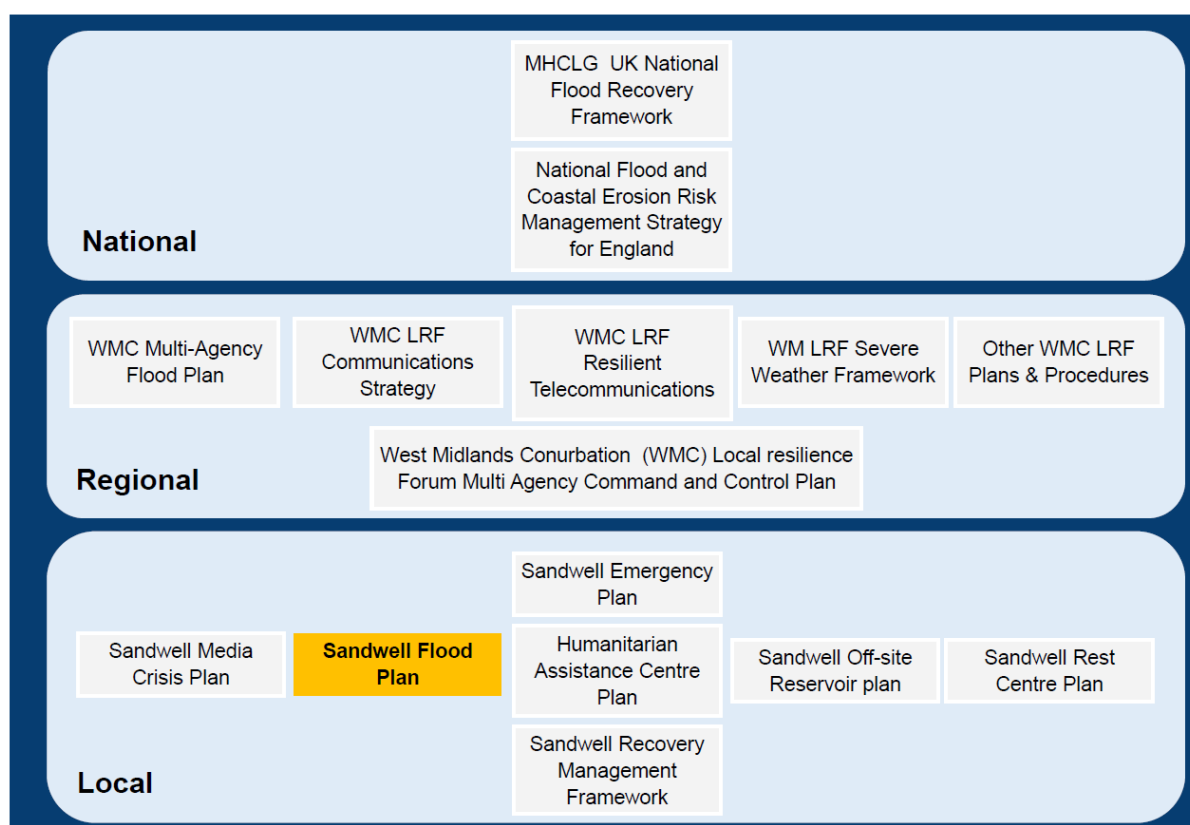 MHCLG UK National
Flood Recovery
Framework
National Flood and
Coastal Erosion Risk
Management Strategy
for England
National
WMC Multi-Agency
Flood Plan
WMC LRF
Communications
Strategy
WMC LRF
Resilient
Telecommunications
WM LRF Severe
Weather Framework
Other WMC LRF
Plans & Procedures
West Midlands Conurbation (WMC) Local resilience
Forum Multi Agency Command and Control Plan
Regional
Sandwell Emergency
Plan
Sandwell Media
Crisis Plan
Sandwell Flood
Plan
Humanitarian
Assistance Centre
Plan
Sandwell Off-site
Reservoir plan
Sandwell Rest
Centre Plan
Sandwell Recovery
Management
Framework
Local